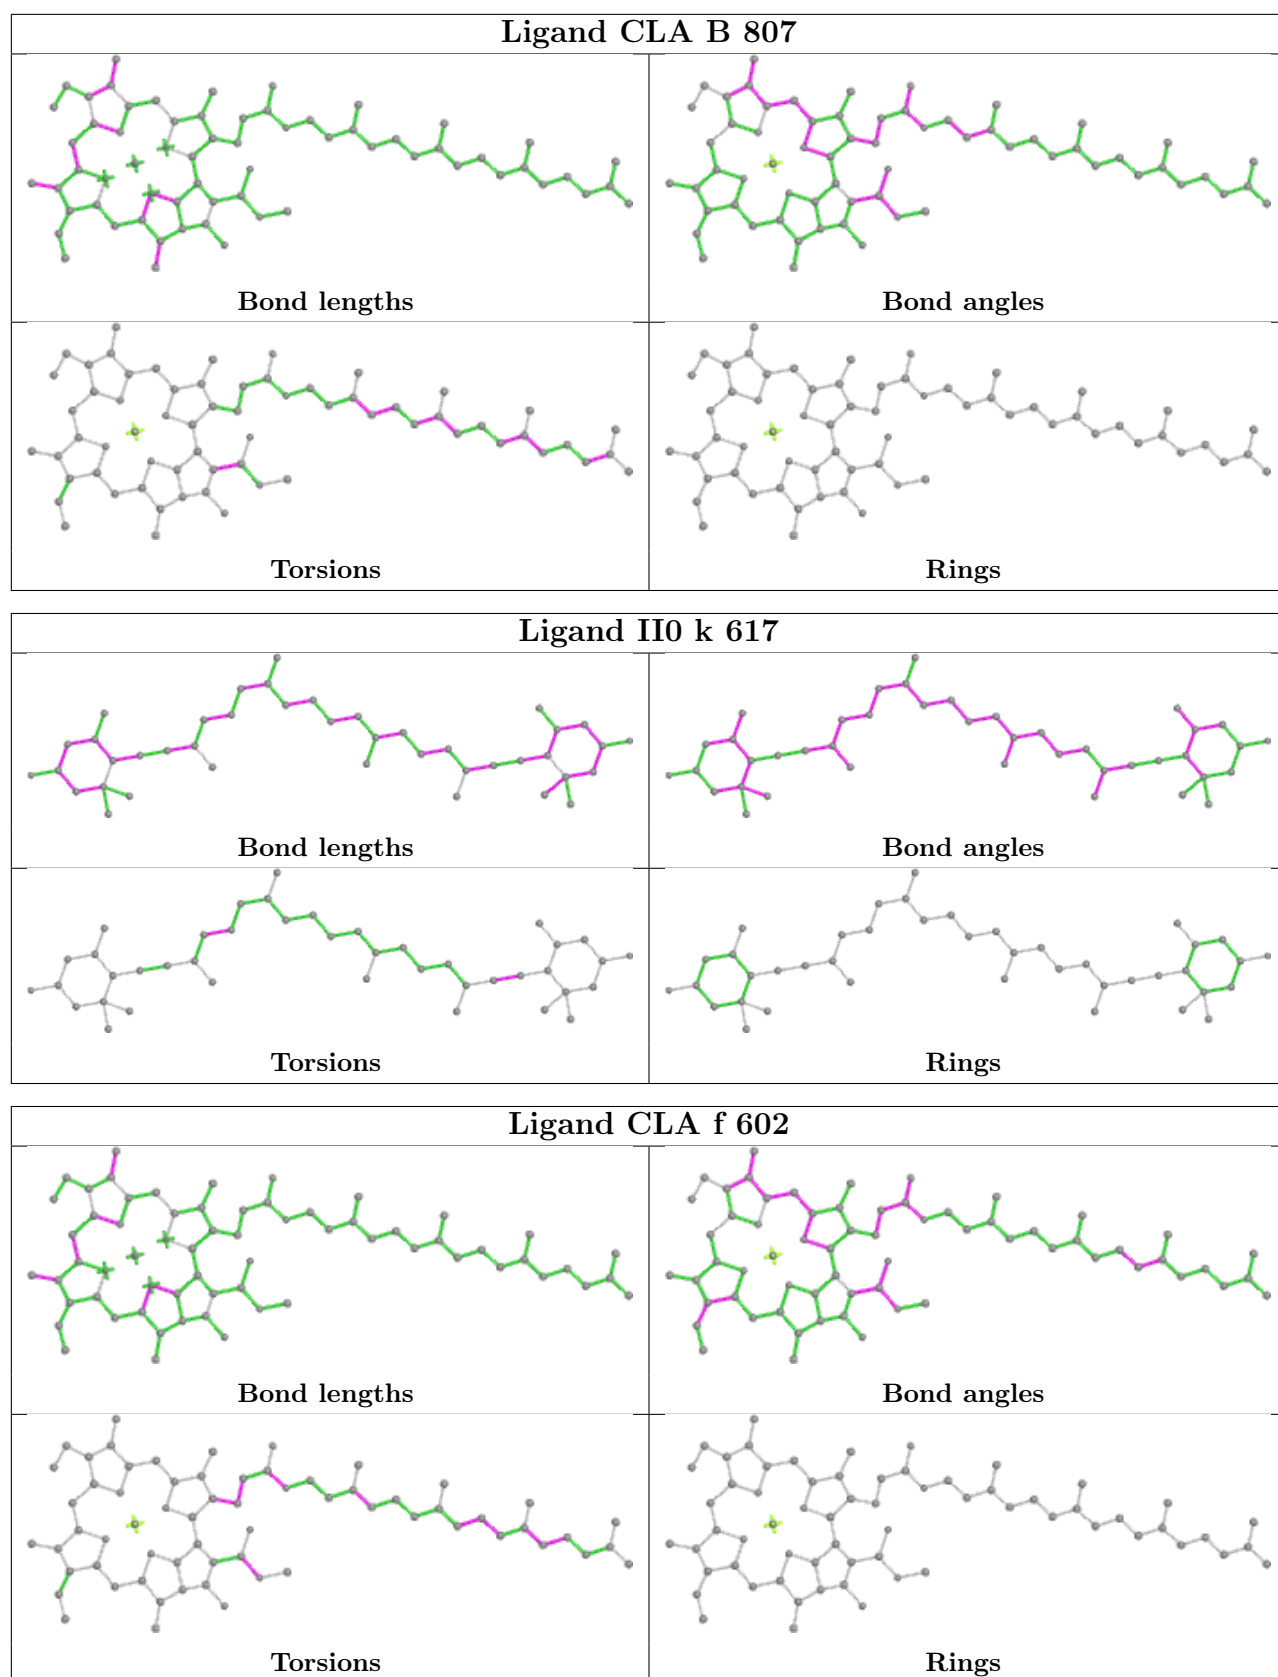 Ligand CLA B 807
Bond lengths
Bond angles
Torsions
Rings
Ligand II0 k 617
Bond lengths
Bond angles
Torsions
Rings
Ligand CLA f 602
Bond lengths
Bond angles
Torsions
Rings